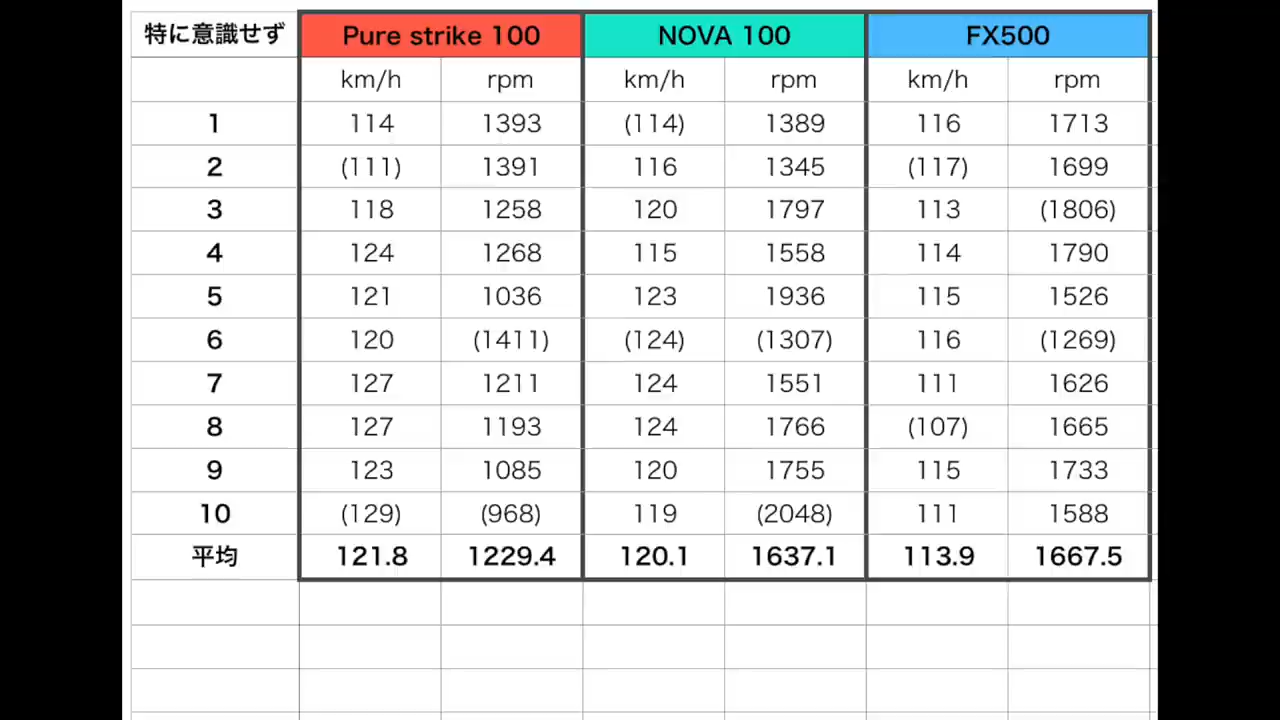 特に意識せず Pure strike 100 NOVA 100 FX500
km/h rpm km/h rpm km/h rpm
1 114 1393 (114) 1389 116 1713
2 (111) 1391 116 1345 (117) 1699
3 118 1258 120 1797 113 (1806)
4 124 1268 115 1558 114 1790
5 121 1036 123 1936 115 1526
6 120 (1411) (124) (1307) 116 (1269)
7 127 1211 124 1551 111 1626
8 127 1193 124 1766 (107) 1665
9 123 1085 120 1755 115 1733
10 (129) (968) 119 (2048) 111 1588
平均 121.8 1229.4 120.1 1637.1 113.9 1667.5